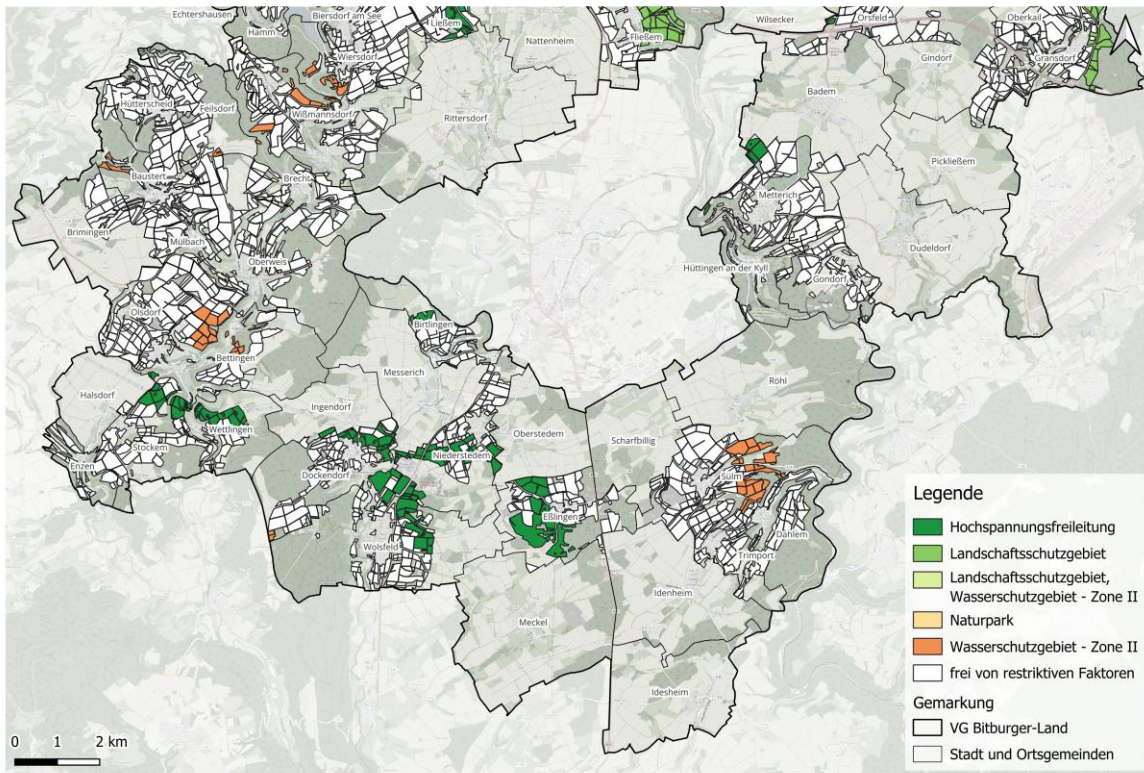 Echtershausen
Biersdorf am See
Hamm
Ließem
Wiersdorf
Nattenheim
Fließem
Wilsecker
Orsfeld
Oberkail
Gindorf
Gransdorf
Hütterscheid
Feilsdorf
Wißmannsdorf
Rittersdorf
Badem
Baustert
Brecht
Pickließem
Metterich
Brimingen
Mülbach
Oberweis
Dudeldorf
Hüttingen an der Kyll
Gondorf
Olsdorf
Birtlingen
Bettingen
Messerich
Röhl
Halsdorf
Ingendorf
Wettlingen
Oberstedem
Scharfbillig
Stockem
Niederstedem
Enzen
Dockendorf
Sülm
Eßlingen
Dahlem
Wolsfeld
Trimport
Idenheim
Meckel
Idesheim
Legende
Hochspannungsfreileitung
Landschaftsschutzgebiet
Landschaftsschutzgebiet,
Wasserschutzgebiet - Zone II
Naturpark
Wasserschutzgebiet - Zone II
frei von restriktiven Faktoren
Gemarkung
VG Bitburger-Land
Stadt und Ortsgemeinden
0 1 2 km